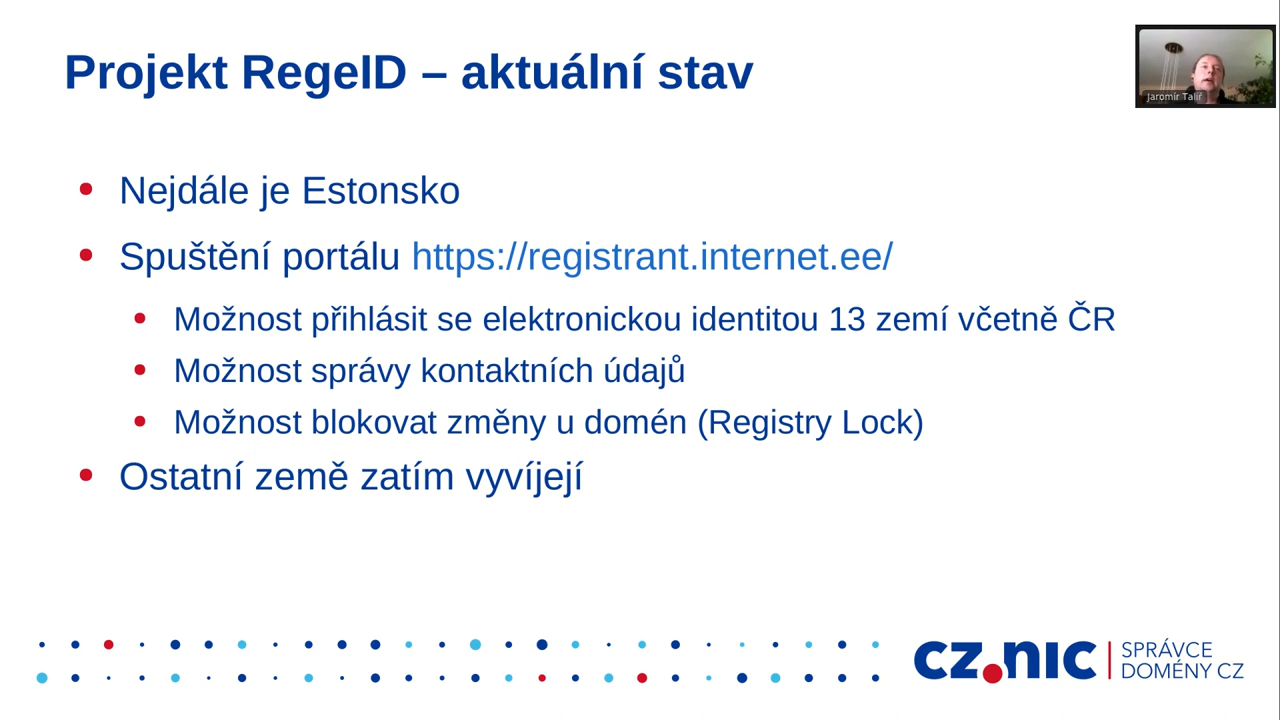 Projekt RegeID – aktuální stav
Jaromír Talíř
Nejdále je Estonsko
Spuštění portálu https://registrant.internet.ee/
Možnost přihlásit se elektronickou identitou 13 zemí včetně ČR
Možnost správy kontaktních údajů
Možnost blokovat změny u domén (Registry Lock)
Ostatní země zatím vyvíjejí
CZ.NIC
SPRÁVCE
DOMÉNY CZ